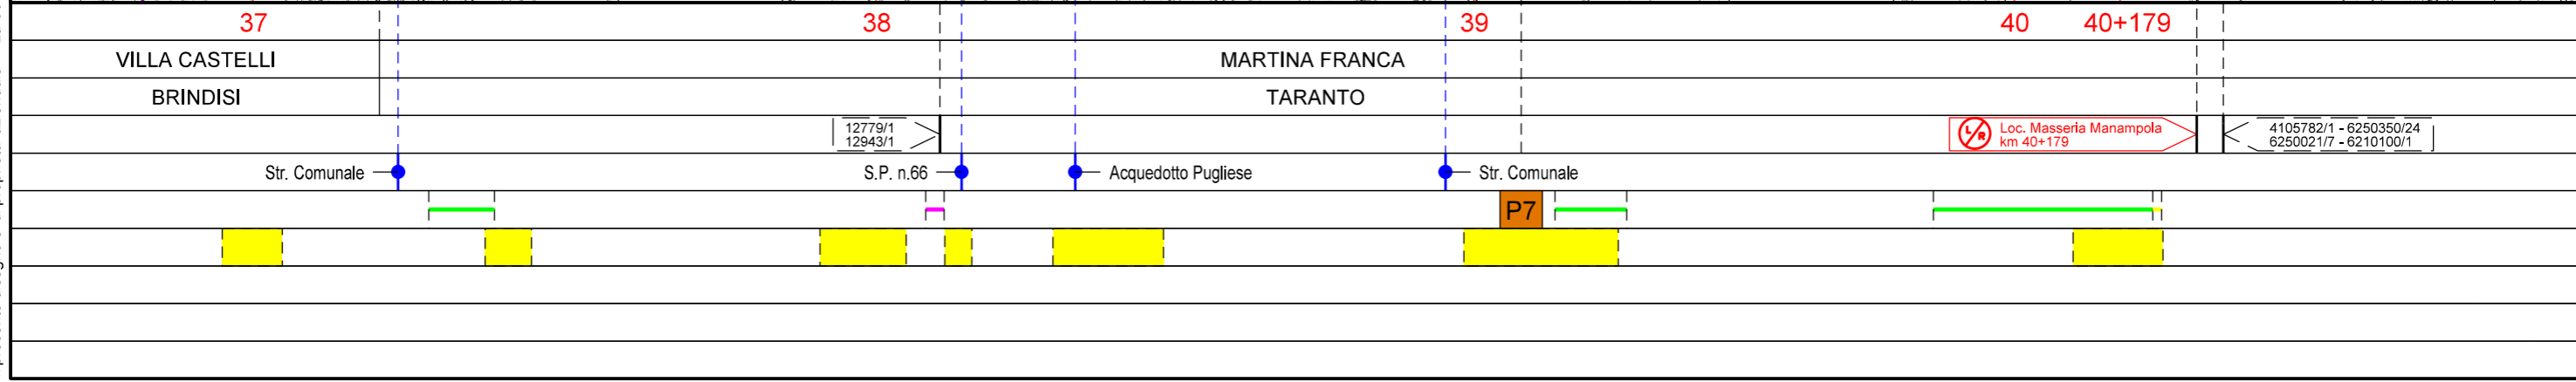 37 38 39 40 40+179
VILLA CASTELLI MARTINA FRANCA
BRINDISI TARANTO
12779/1
12943/1
L/R Loc. Masseria Manampola
km 40+179
4105782/1 - 6250350/24
6250021/7 - 6210100/1
Str. Comunale S.P. n.66 Acquedotto Pugliese Str. Comunale
P7